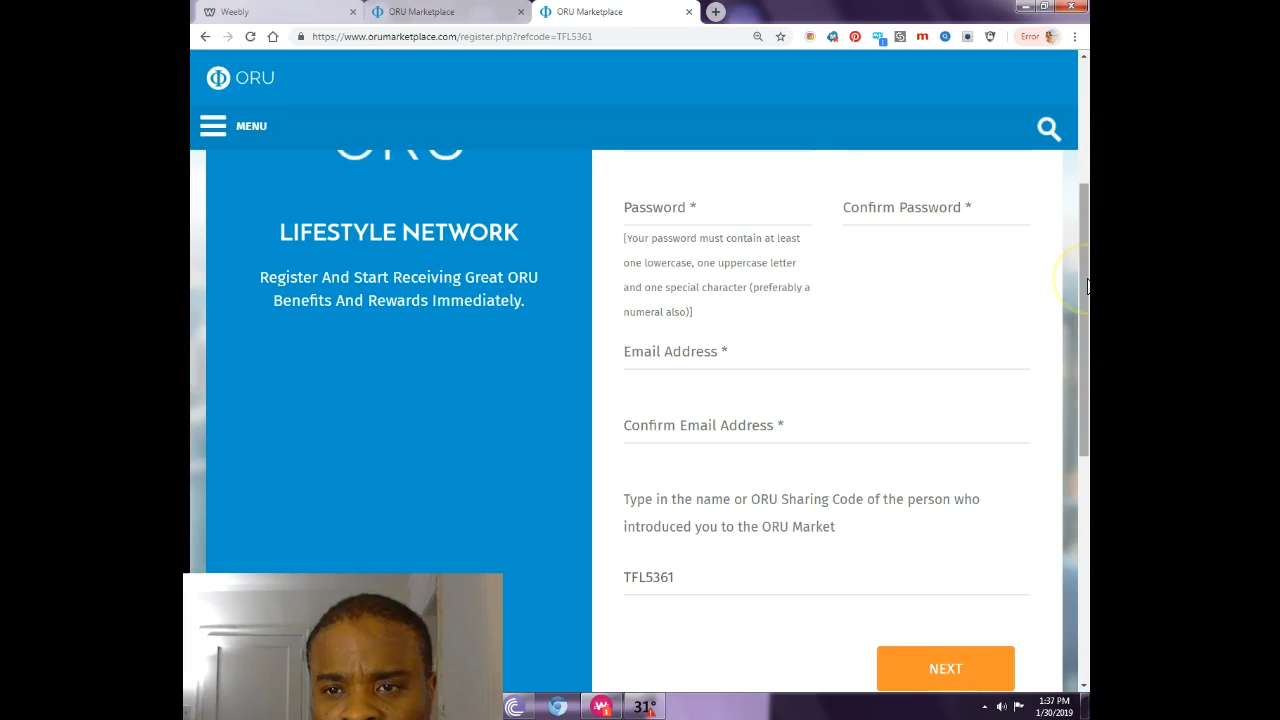 Weebly
ORU Marketplace
ORU Marketplace
https://www.orumarketplace.com/register.php?refcode=TFL5361
Error
ORU
MENU
ORU
LIFESTYLE NETWORK
Register And Start Receiving Great ORU
Benefits And Rewards Immediately.
Password *
Confirm Password *
[Your password must contain at least
one lowercase, one uppercase letter
and one special character (preferably a
numeral also)]
Email Address *
Confirm Email Address *
Type in the name or ORU Sharing Code of the person who
introduced you to the ORU Market
TFL5361
NEXT
31°
1:37 PM
1/30/2019